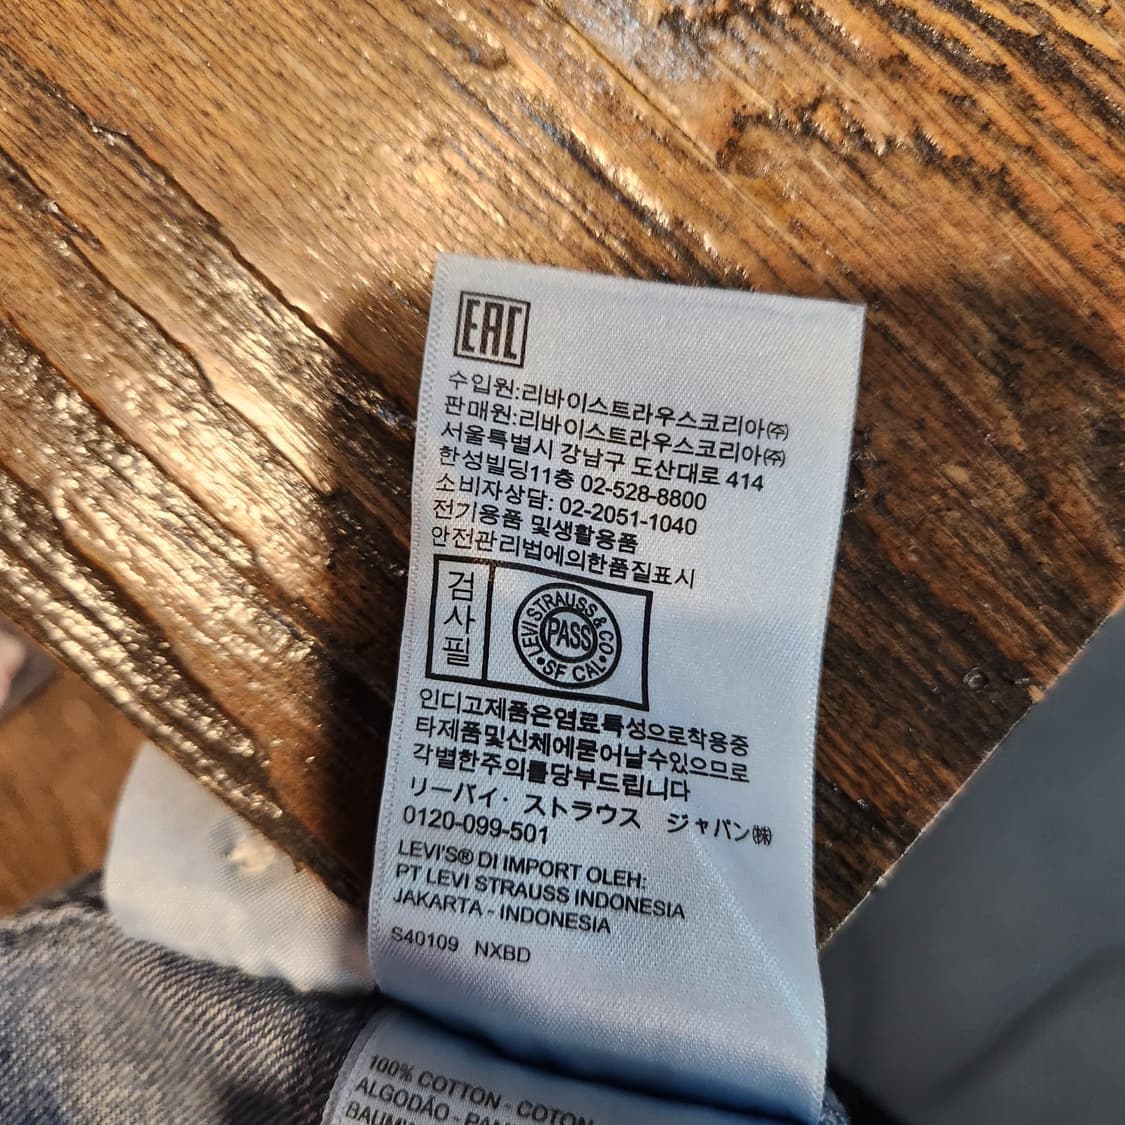 EAC
수입원:리바이스트라우스코리아㈜
판매원:리바이스트라우스코리아㈜
서울특별시 강남구 도산대로 414
한성빌딩11층 02-528-8800
소비자상담: 02-2051-1040
전기용품 및생활용품
안전관리법에의한품질표시
검사필
LEVI STRAUSS & CO
PASS
•SF CAL•
인디고제품은염료특성으로착용중
타제품및신체에묻어날수있으므로
각별한주의를당부드립니다
リーバイ・ストラウス ジャパン㈱
0120-099-501
LEVI'S® DI IMPORT OLEH:
PT LEVI STRAUSS INDONESIA
JAKARTA - INDONESIA
S40109 NXBD
100% COTTON - COTON
ALGODÃO -